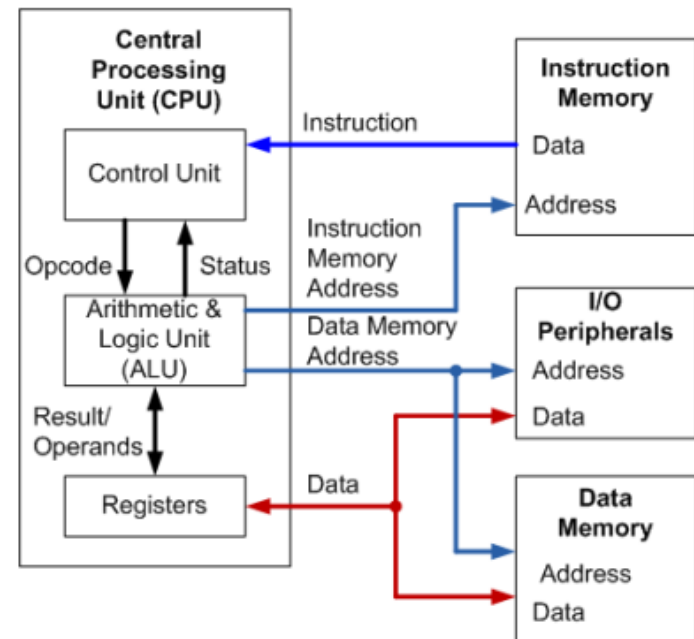 Central
Processing
Unit (CPU)
Control Unit
Opcode
Status
Arithmetic &
Logic Unit
(ALU)
Result/
Operands
Registers
Instruction
Instruction
Memory
Address
Data Memory
Address
Data
Instruction
Memory
Data
Address
I/O
Peripherals
Address
Data
Data
Memory
Address
Data